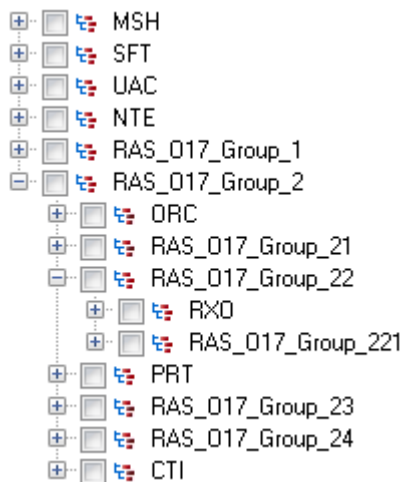 MSH
SFT
UAC
NTE
RAS_O17_Group_1
RAS_O17_Group_2
ORC
RAS_O17_Group_21
RAS_O17_Group_22
RXO
RAS_O17_Group_221
PRT
RAS_O17_Group_23
RAS_O17_Group_24
CTI